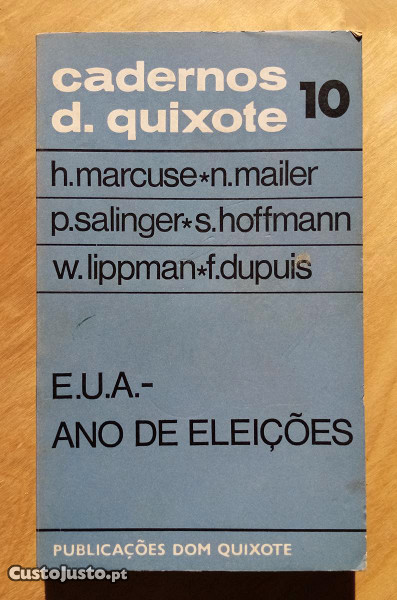 cadernos
d. quixote 10
h.marcuse*n.mailer
p.salinger*s.hoffmann
w.lippman*f.dupuis
E.U.A.-
ANO DE ELEIÇÕES
PUBLICAÇÕES DOM QUIXOTE
CustoJusto.pt